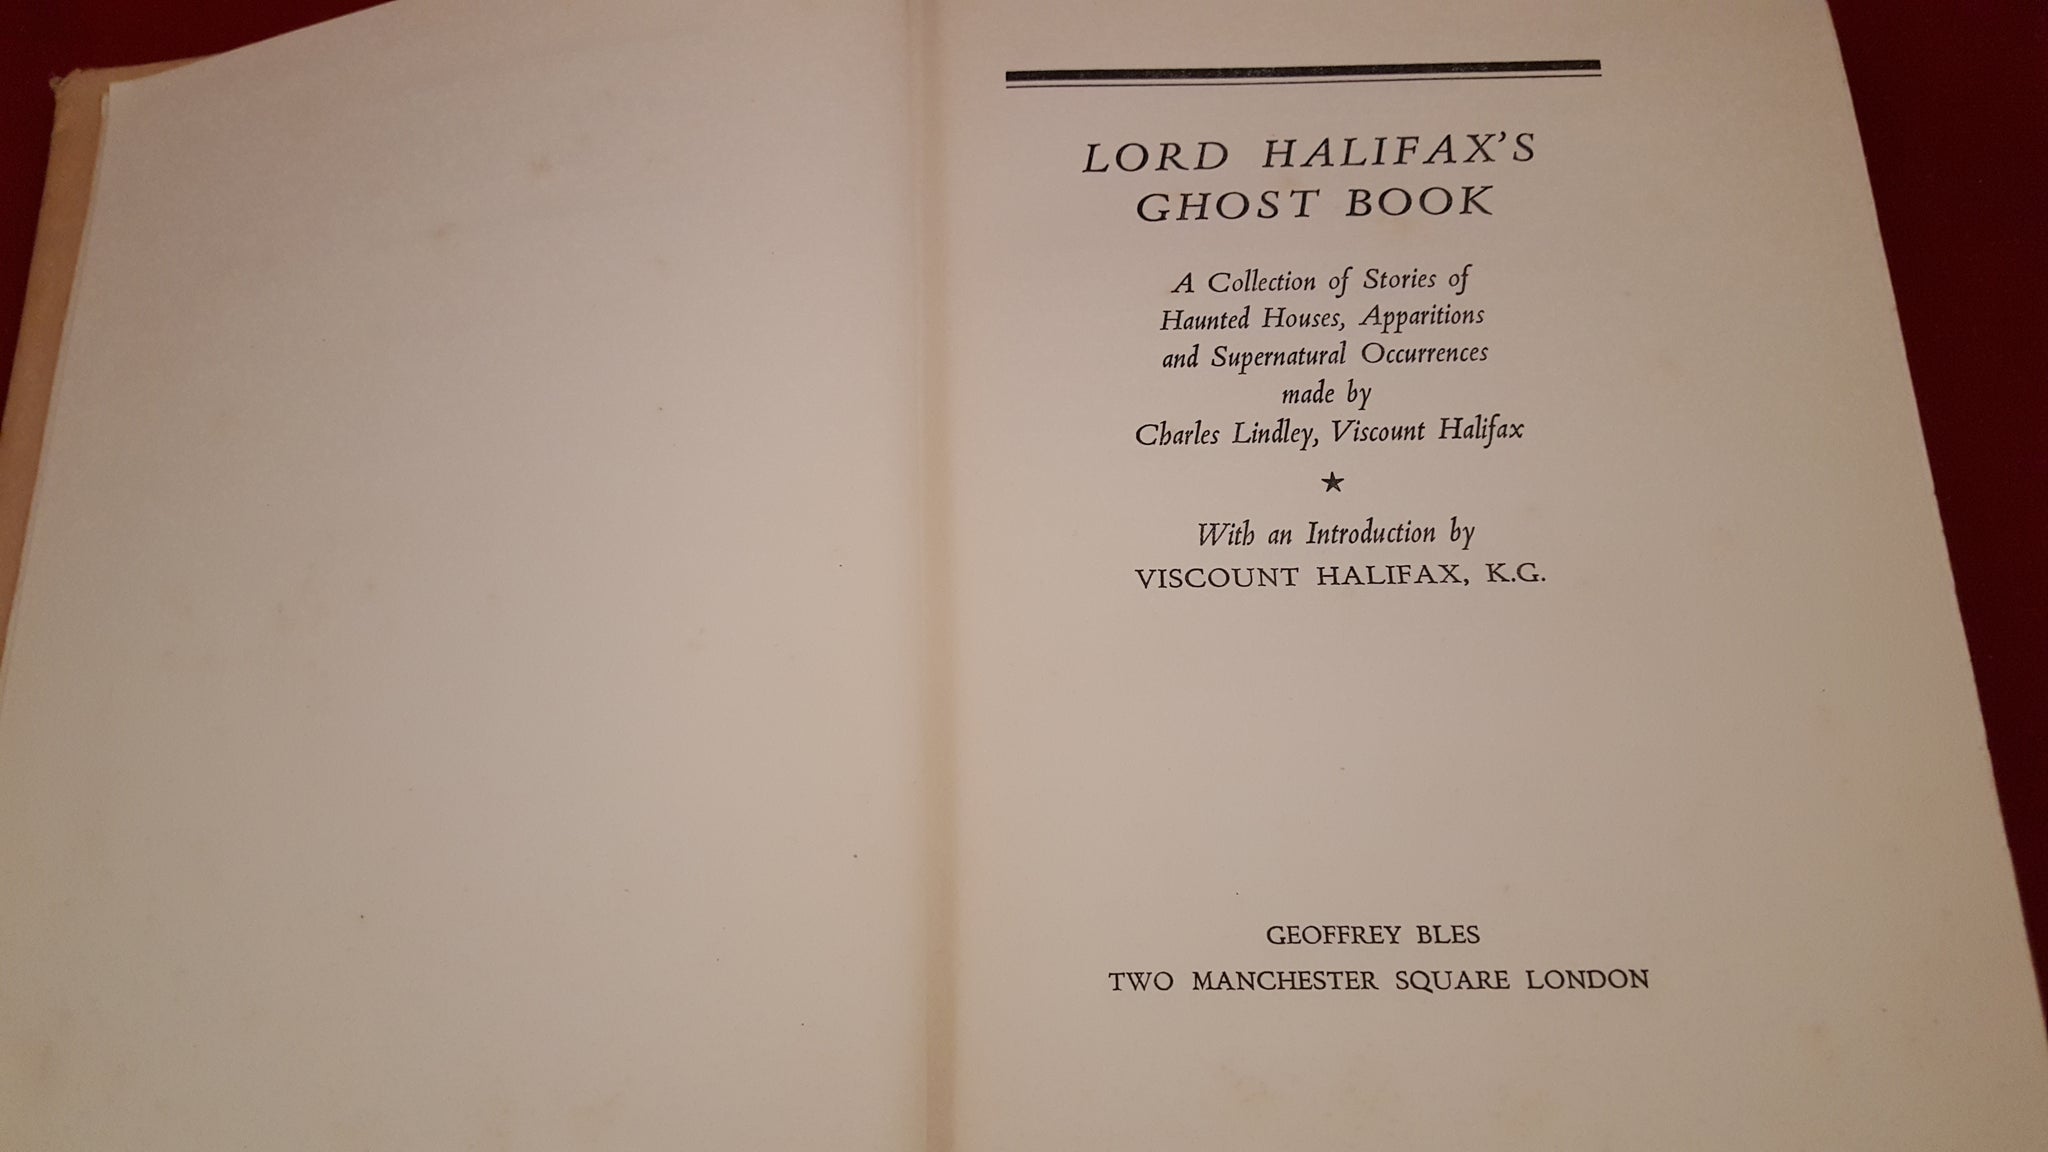 LORD HALIFAX'S
GHOST BOOK
A Collection of Stories of
Haunted Houses, Apparitions
and Supernatural Occurrences
made by
Charles Lindley, Viscount Halifax
★
With an Introduction by
VISCOUNT HALIFAX, K.G.
GEOFFREY BLES
TWO MANCHESTER SQUARE LONDON